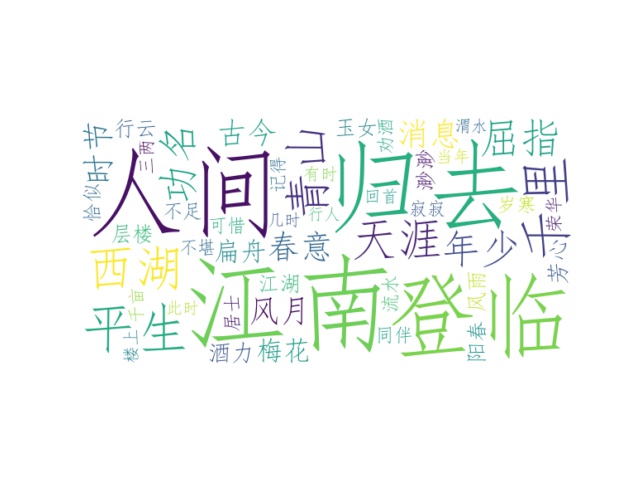 人间
归去
江南
登临
西湖
平生
千里
青山
天涯
年少
功名
时节
行云
三两
恰似
古今
玉女
劝酒
消息
渭水
屈指
渺渺
当年
记得
有时
回首
岁寒
荣华
不足
可惜
几时
行人
寂寂
层楼
不堪
扁舟
春意
芳心
江湖
流水
风雨
千亩
此时
居士
风月
楼上
酒力
梅花
同伴
阳春